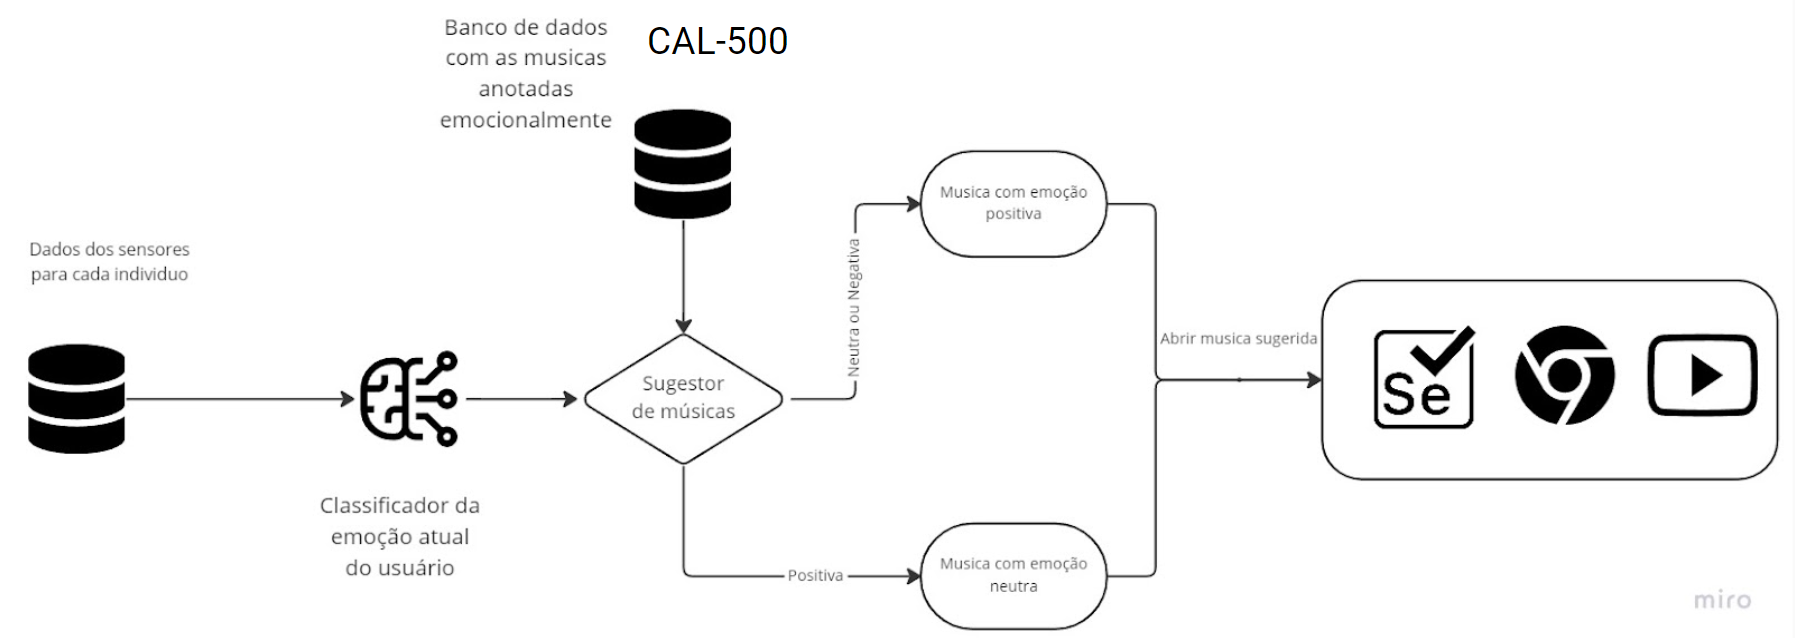 Banco de dados
com as musicas
anotadas
emocionalmente
CAL-500
Dados dos sensores
para cada individuo
Classificador da
emoção atual
do usuário
Sugestor
de músicas
Neutra ou Negativa
Positiva
Musica com emoção
positiva
Musica com emoção
neutra
Abrir musica sugerida
Se
miro